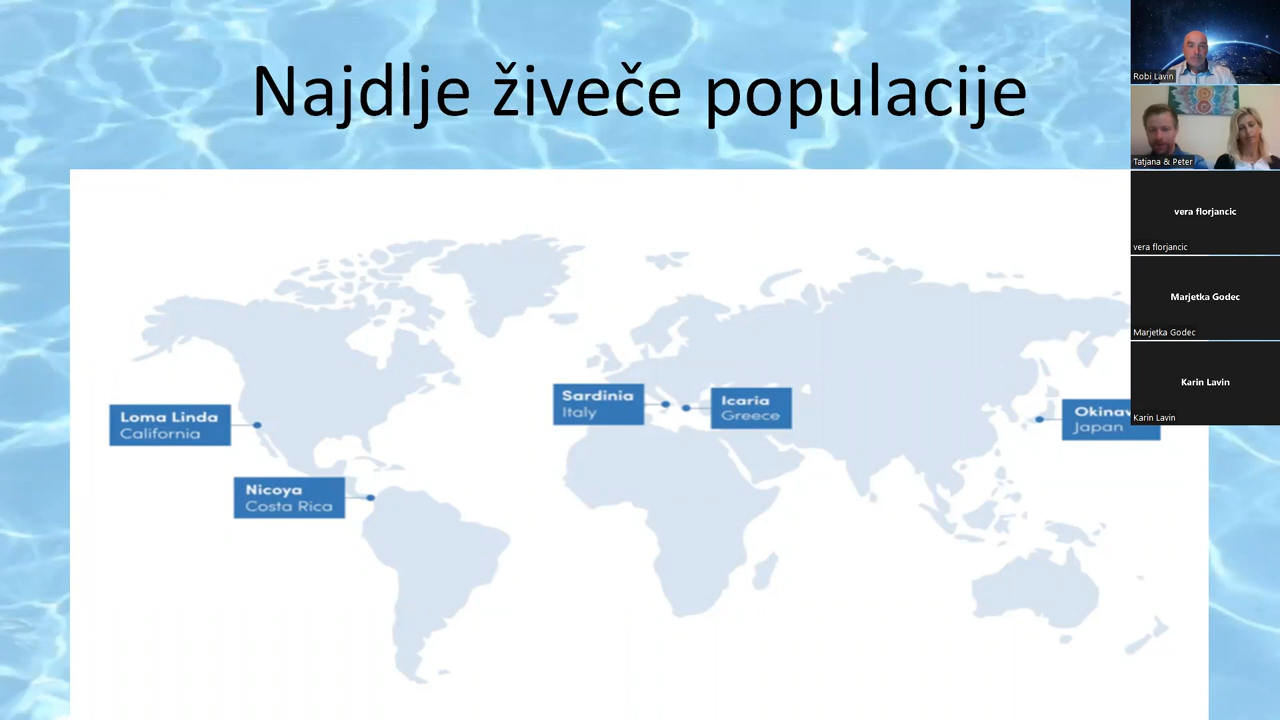 Najdlje živeče populacije
Loma Linda
California
Nicoya
Costa Rica
Sardinia
Italy
Icaria
Greece
Japan
Robi Lavin
Tatjana & Peter
vera florjancic
vera florjancic
Marjetka Godec
Marjetka Godec
Karin Lavin
Karin Lavin